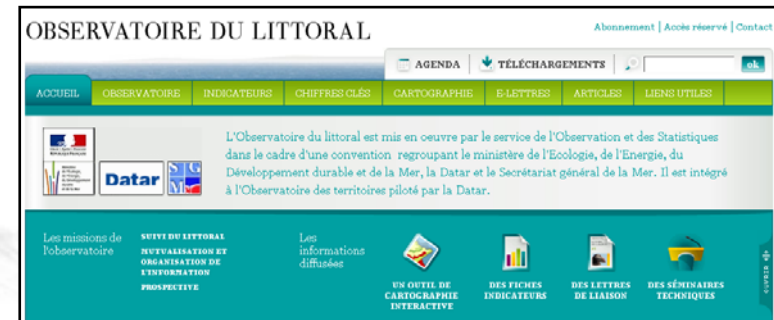 OBSERVATOIRE DU LITTORAL
Abonnement | Accès réservé | Contact
AGENDA
TÉLÉCHARGEMENTS
ok
ACCUEIL
OBSERVATOIRE
INDICATEURS
CHIFFRES CLÉS
CARTOGRAPHIE
E-LETTRES
ARTICLES
LIENS UTILES
L'Observatoire du littoral est mis en oeuvre par le service de l'Observation et des Statistiques
dans le cadre d'une convention regroupant le ministère de l'Ecologie, de l'Energie, du
Développement durable et de la Mer, la Datar et le Secrétariat général de la Mer. Il est intégré
à l'Observatoire des territoires piloté par la Datar.
Datar
Les missions de
l'observatoire
SUIVI DU LITTORAL
MUTUALISATION ET
ORGANISATION DE
L'INFORMATION
PROSPECTIVE
Les
informations
diffusées
UN OUTIL DE
CARTOGRAPHIE
INTERACTIVE
DES FICHES
INDICATEURS
DES LETTRES
DE LIAISON
DES SÉMINAIRES
TECHNIQUES
OUVRIR